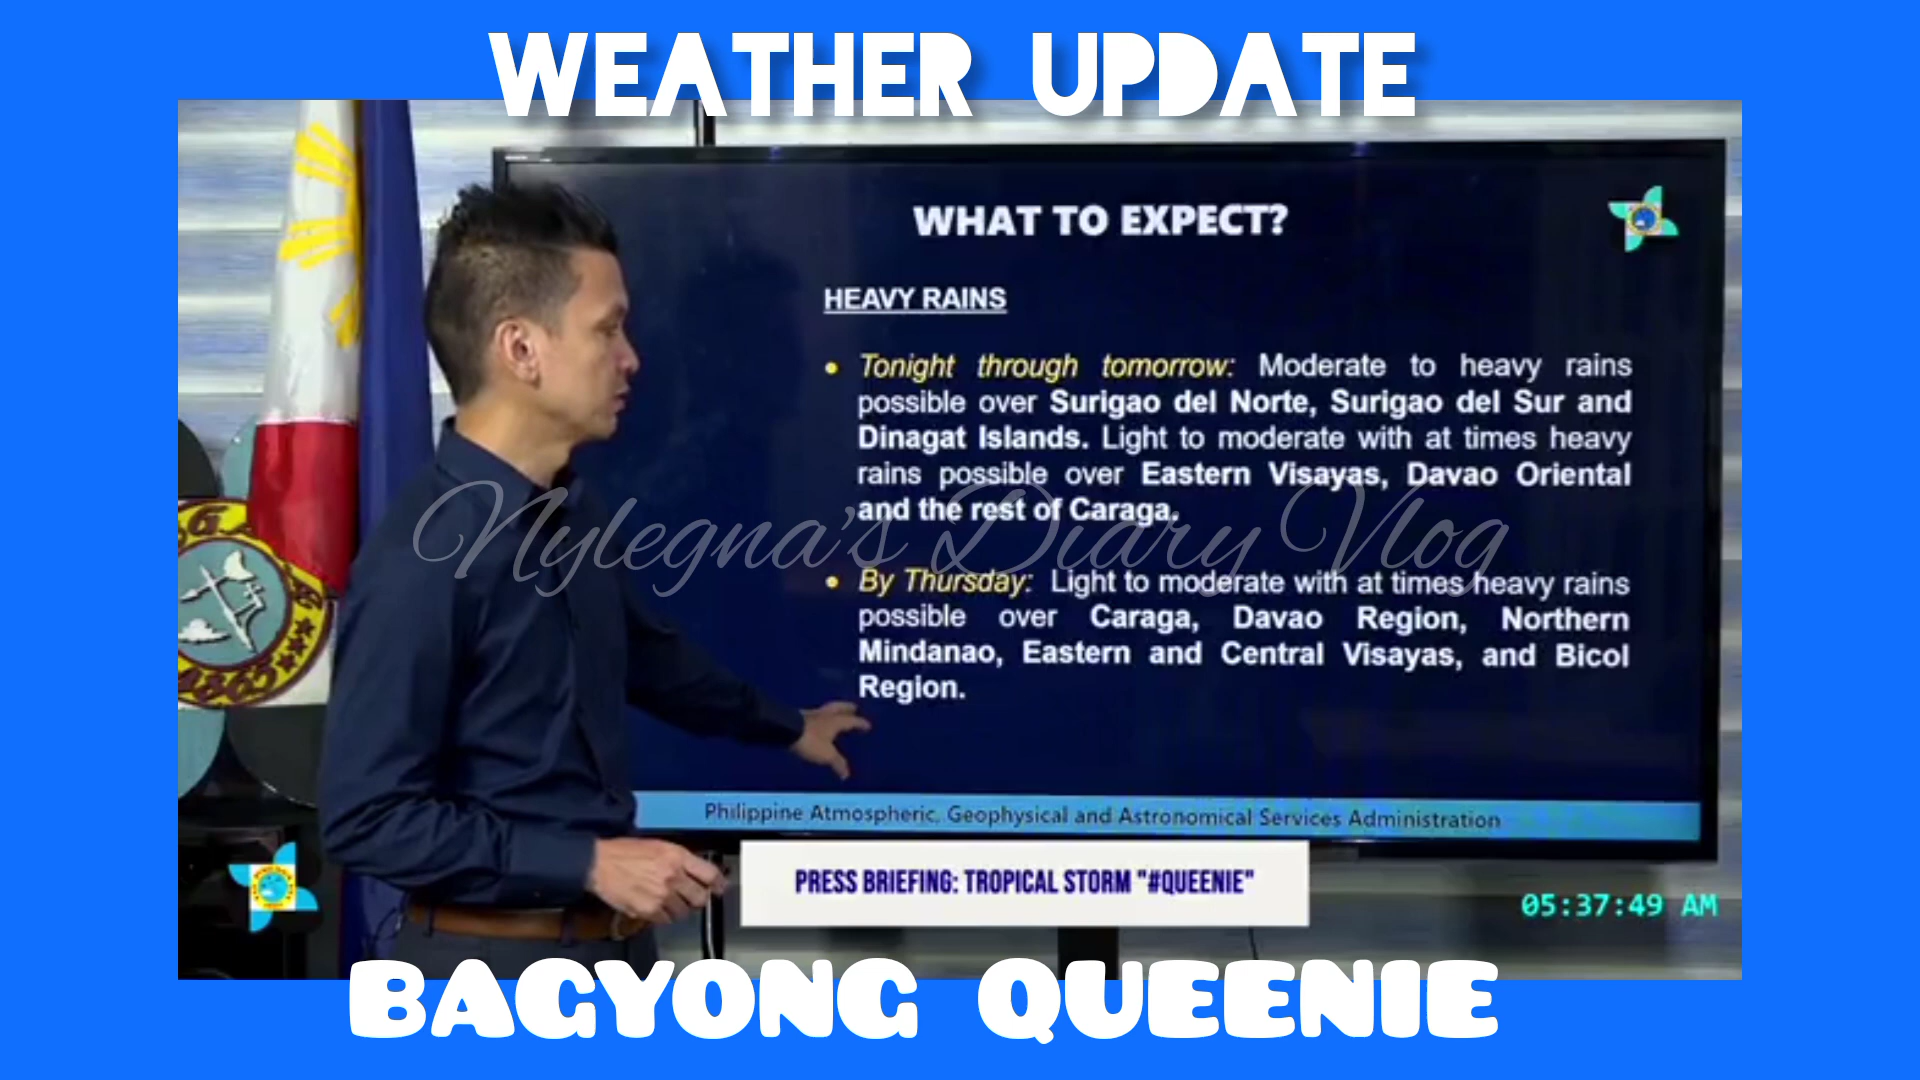 WEATHER UPDATE
WHAT TO EXPECT?
HEAVY RAINS
• Tonight through tomorrow: Moderate to heavy rains
possible over Surigao del Norte, Surigao del Sur and
Dinagat Islands. Light to moderate with at times heavy
rains possible over Eastern Visayas, Davao Oriental
and the rest of Caraga.
Nylegna's Diary Vlog
• By Thursday: Light to moderate with at times heavy rains
possible over Caraga, Davao Region, Northern
Mindanao, Eastern and Central Visayas, and Bicol
Region.
1865
Philippine Atmospheric, Geophysical and Astronomical Services Administration
PRESS BRIEFING: TROPICAL STORM "#QUEENIE"
05:37:49 AM
BAGYONG QUEENIE